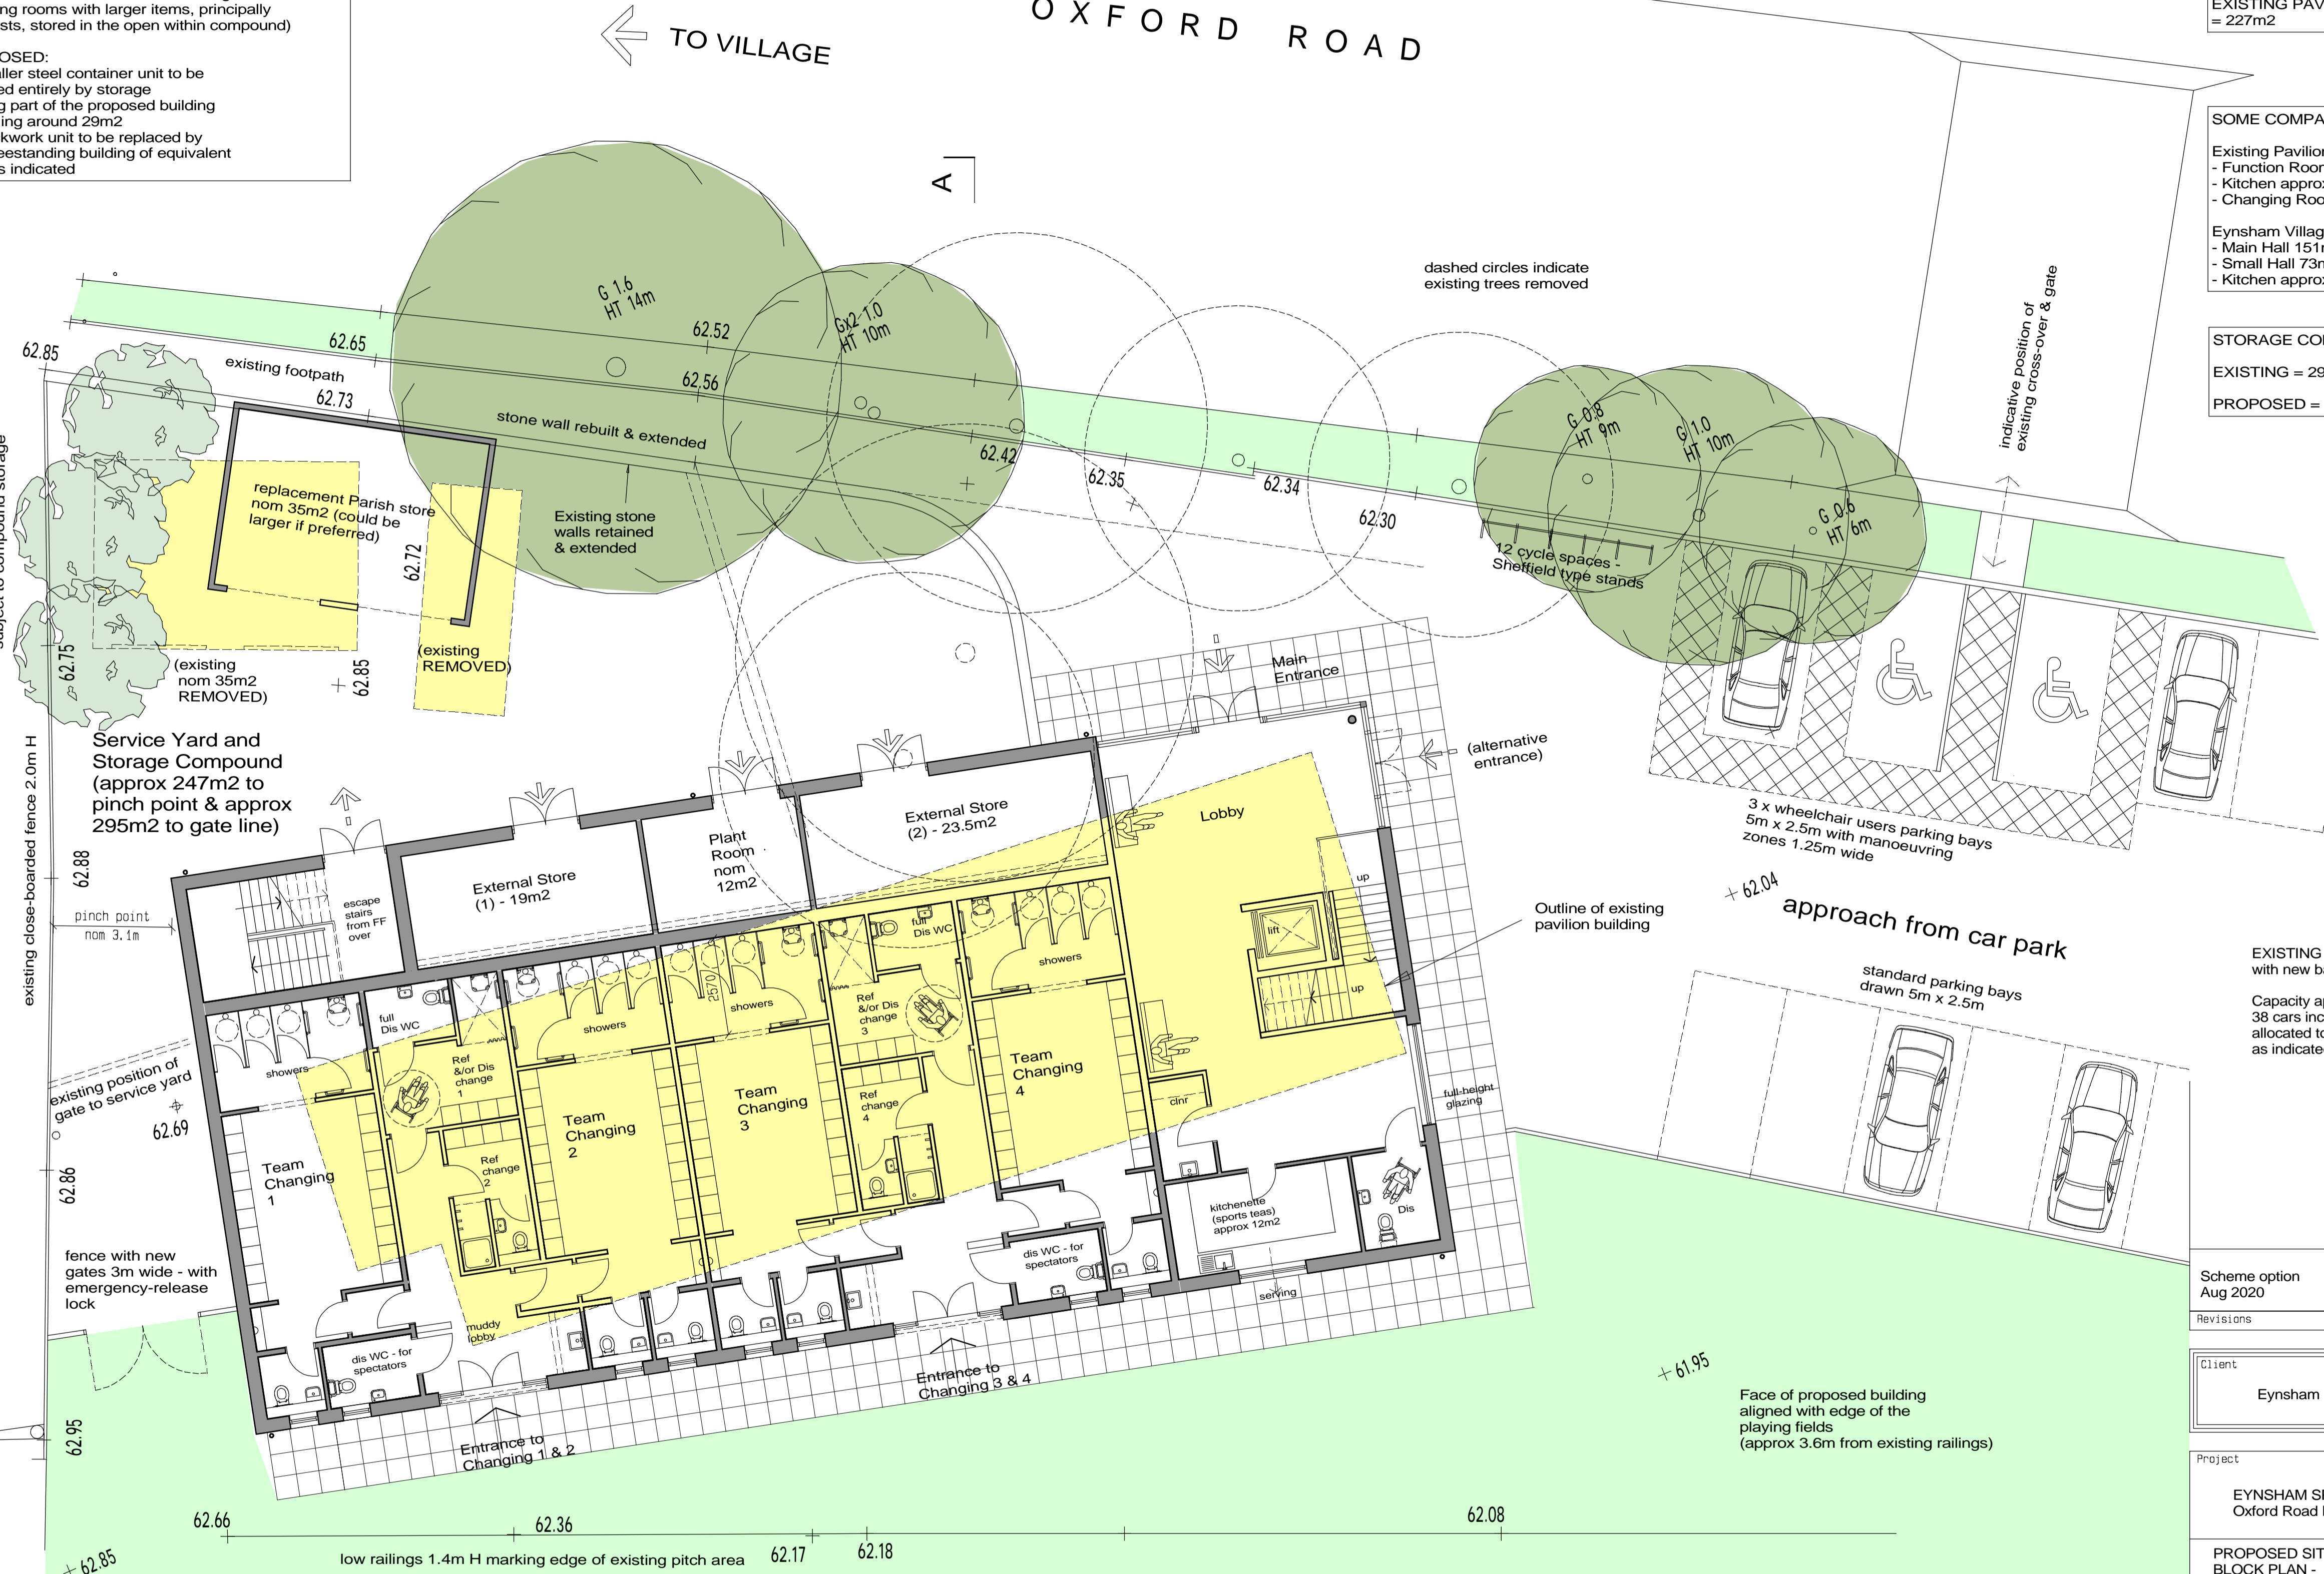 ing rooms with larger items, principally
sts, stored in the open within compound)
OSED:
ller steel container unit to be
ed entirely by storage
g part of the proposed building
ing around 29m2
kwork unit to be replaced by
eestanding building of equivalent
s indicated
TO VILLAGE
OXFORD ROAD
A
EXISTING PAV
= 227m2
SOME COMPA
Existing Pavilion
- Function Room
- Kitchen approx
- Changing Roo
Eynsham Villag
- Main Hall 151m
- Small Hall 73m
- Kitchen approx
STORAGE CO
EXISTING = 29
PROPOSED =
dashed circles indicate
existing trees removed
indicative position of
existing cross-over & gate
G 1.6
HT 14m
Gx2 1.0
HT 10m
G 0.8
HT 9m
G 1.0
HT 10m
G 0.6
HT 6m
62.85
62.65
62.52
62.56
62.73
62.42
62.35
62.34
62.30
existing footpath
stone wall rebuilt & extended
Existing stone
walls retained
& extended
replacement Parish store
nom 35m2 (could be
larger if preferred)
62.72
12 cycle spaces -
Sheffield type stands
subject to compound storage
62.75
(existing
nom 35m2
REMOVED)
62.85
(existing
REMOVED)
Service Yard and
Storage Compound
(approx 247m2 to
pinch point & approx
295m2 to gate line)
existing close-boarded fence 2.0m H
62.88
pinch point
nom 3.1m
Main
Entrance
(alternative
entrance)
3 x wheelchair users parking bays
5m x 2.5m with manoeuvring
zones 1.25m wide
62.04
approach from car park
standard parking bays
drawn 5m x 2.5m
EXISTING
with new ba
Capacity ap
38 cars inc
allocated to
as indicate
Outline of existing
pavilion building
escape
stairs
from FF
over
External Store
(1) - 19m2
Plant
Room
nom
12m2
External Store
(2) - 23.5m2
Lobby
up
lift
up
showers
full
Dis WC
Ref
&/or Dis
change
1
showers
2570
showers
Ref
&/or Dis
change
3
full
Dis WC
showers
Team
Changing
1
Ref
change
2
Team
Changing
2
Team
Changing
3
Ref
change
4
Team
Changing
4
clnr
full-height
glazing
kitchenette
(sports teas)
approx 12m2
Dis
serving
dis WC - for
spectators
muddy
lobby
dis WC - for
spectators
Entrance to
Changing 1 & 2
Entrance to
Changing 3 & 4
existing position of
gate to service yard
62.69
62.86
fence with new
gates 3m wide - with
emergency-release
lock
62.95
61.95
Face of proposed building
aligned with edge of the
playing fields
(approx 3.6m from existing railings)
62.66
62.36
62.17
62.18
62.08
62.85
low railings 1.4m H marking edge of existing pitch area
Scheme option
Aug 2020
Revisions
Client
Eynsham
Project
EYNSHAM S
Oxford Road
PROPOSED SIT
BLOCK PLAN -